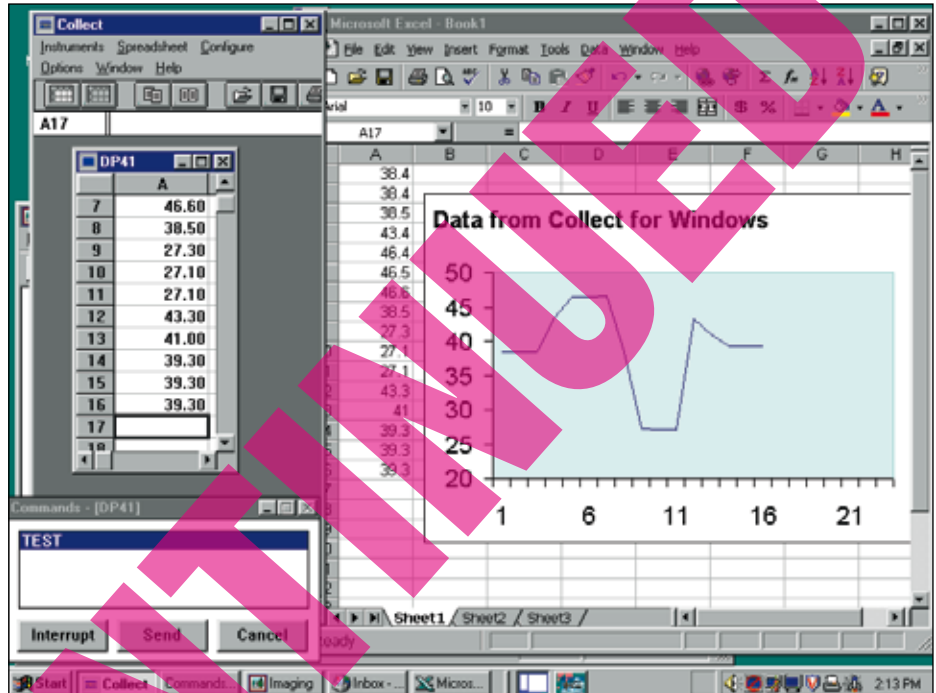 Collect
Instruments Spreadsheet Configure
Options Window Help
A17
DP41
A
7 46.60
8 38.50
9 27.30
10 27.10
11 27.10
12 43.30
13 41.00
14 39.30
15 39.30
16 39.30
17
18
Commands - [DP41]
TEST
Interrupt Send Cancel
Microsoft Excel - Book1
File Edit View Insert Format Tools Data Window Help
Arial 10 B I U $ %
A17 =
A B C D E F G H
38.4
38.4
38.5
43.4
46.4
46.5
46.6
38.5
27.3
27.1
27.1
43.3
41
39.3
39.3
39.3
Data from Collect for Windows
50
45
40
35
30
25
20
1 6 11 16 21
Sheet1 Sheet2 Sheet3
Start Collect Commands... Imaging Inbox - ... Micros... 2:13 PM
NTINUED